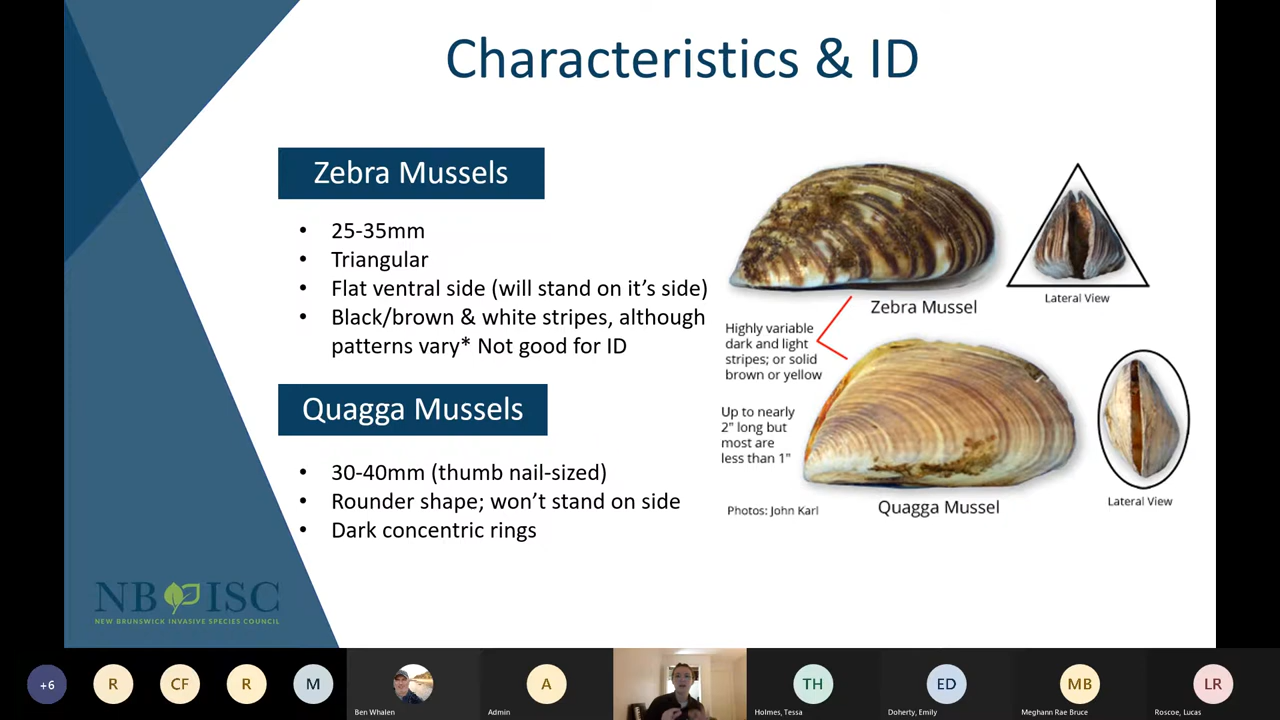 Characteristics & ID
Zebra Mussels
• 25-35mm
• Triangular
• Flat ventral side (will stand on it's side)
• Black/brown & white stripes, although
patterns vary* Not good for ID
Quagga Mussels
• 30-40mm (thumb nail-sized)
• Rounder shape; won't stand on side
• Dark concentric rings
Zebra Mussel
Lateral View
Highly variable
dark and light
stripes; or solid
brown or yellow
Up to nearly
2" long but
most are
less than 1"
Photos: John Karl
Quagga Mussel
Lateral View
NB ISC
NEW BRUNSWICK INVASIVE SPECIES COUNCIL
+6
R
CF
R
M
Ben Whalen
A
Admin
TH
Holmes, Tessa
ED
Doherty, Emily
MB
Meghann Rae Bruce
LR
Roscoe, Lucas